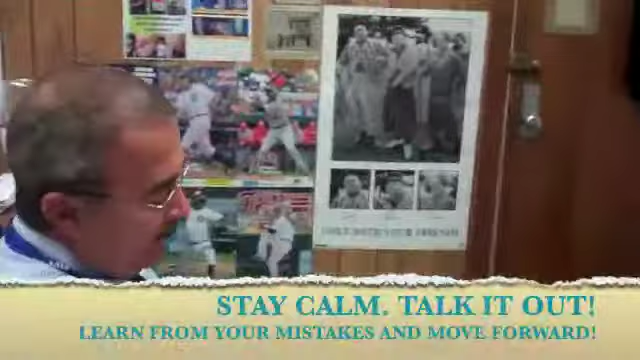 STAY CALM. TALK IT OUT!
LEARN FROM YOUR MISTAKES AND MOVE FORWARD!